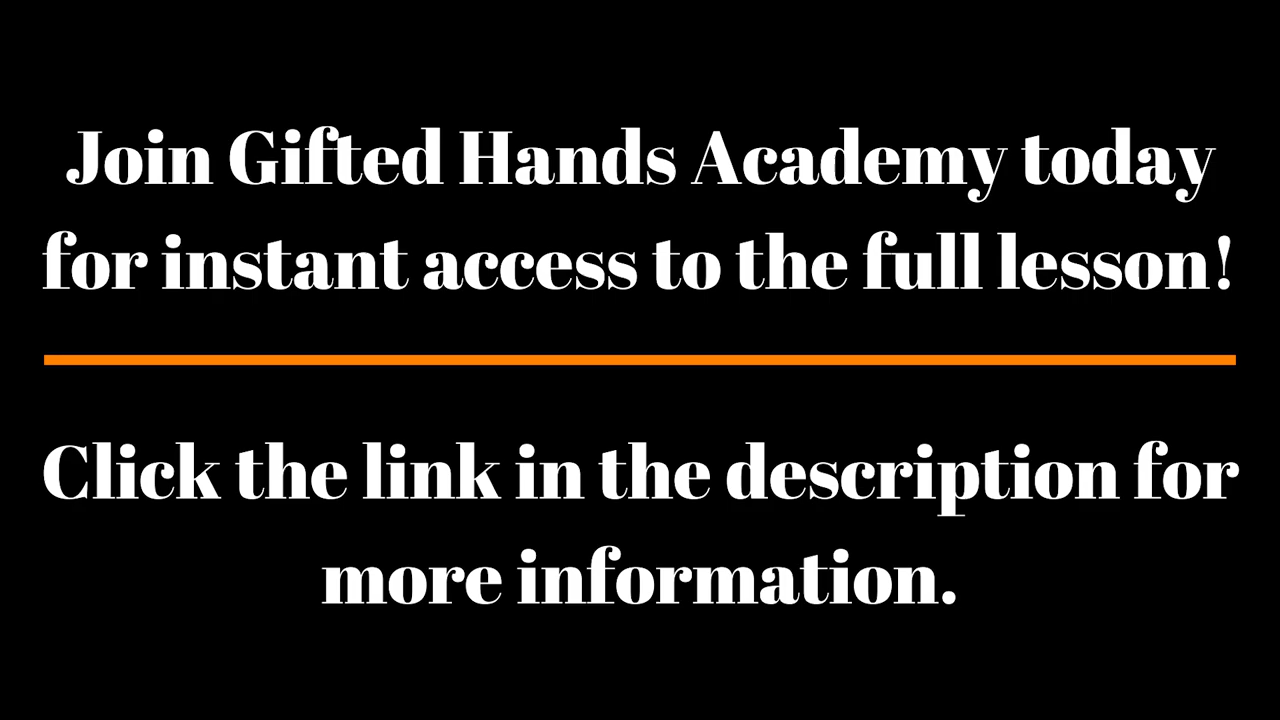 Join Gifted Hands Academy today
for instant access to the full lesson!
Click the link in the description for
more information.